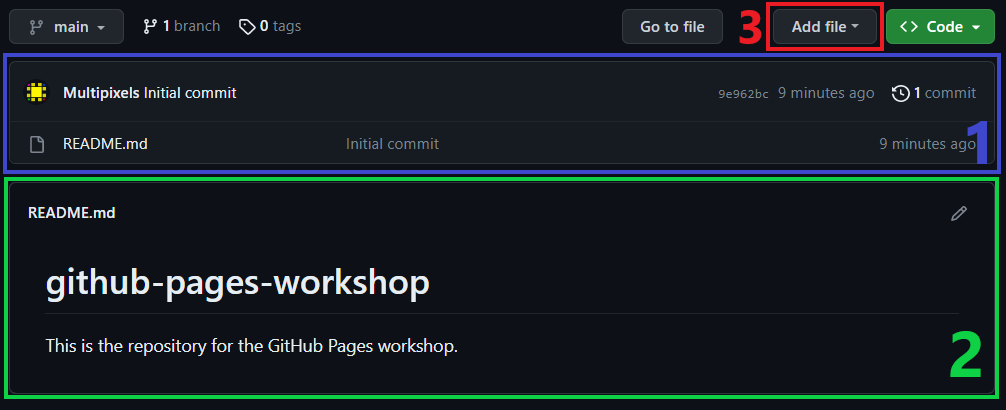 main 1 branch 0 tags Go to file 3 Add file Code
Multipixels Initial commit 9e962bc 9 minutes ago 1 commit
README.md Initial commit 9 minutes ago
1
README.md
github-pages-workshop
This is the repository for the GitHub Pages workshop.
2